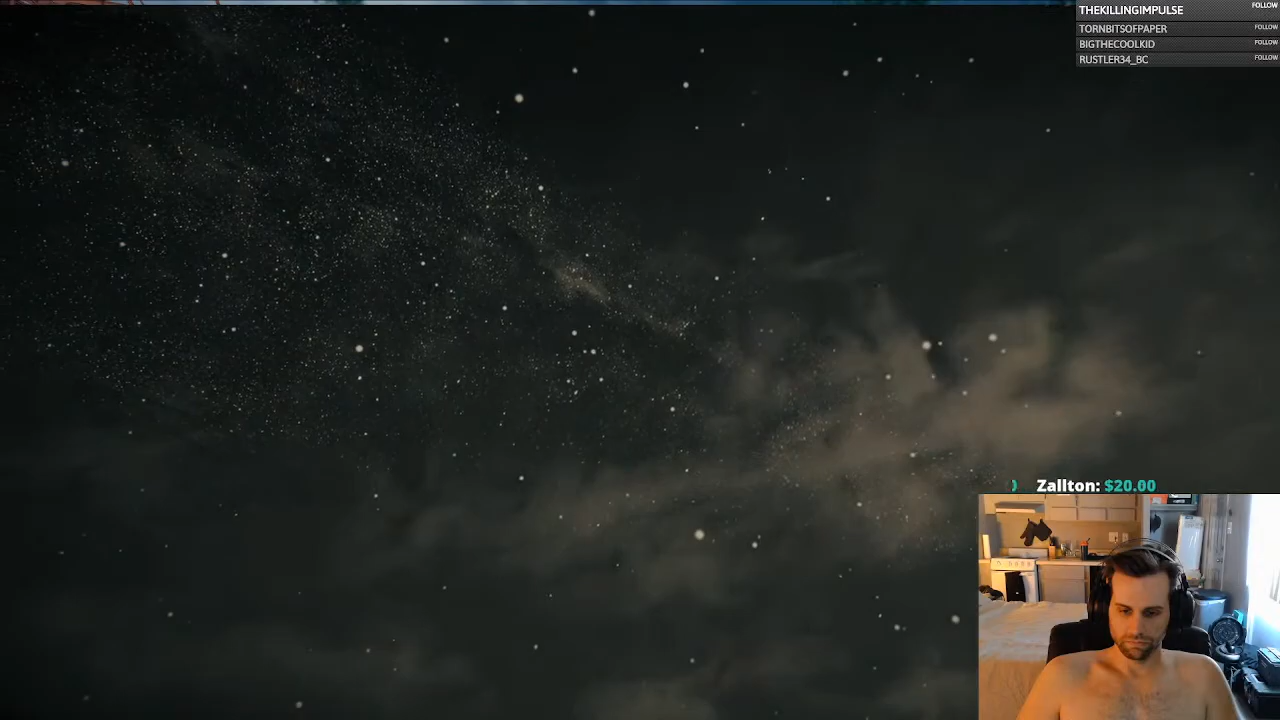 THEKILLINGIMPULSE FOLLOW
TORNBITSOFPAPER FOLLOW
BIGTHECOOLKID FOLLOW
RUSTLER34_BC FOLLOW
Zallton: $20.00